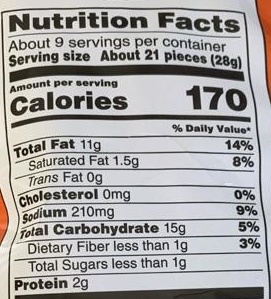 Nutrition Facts
About 9 servings per container
Serving size About 21 pieces (28g)
Amount per serving
Calories 170
% Daily Value*
Total Fat 11g 14%
Saturated Fat 1.5g 8%
Trans Fat 0g
Cholesterol 0mg 0%
Sodium 210mg 9%
Total Carbohydrate 15g 5%
Dietary Fiber less than 1g 3%
Total Sugars less than 1g
Protein 2g